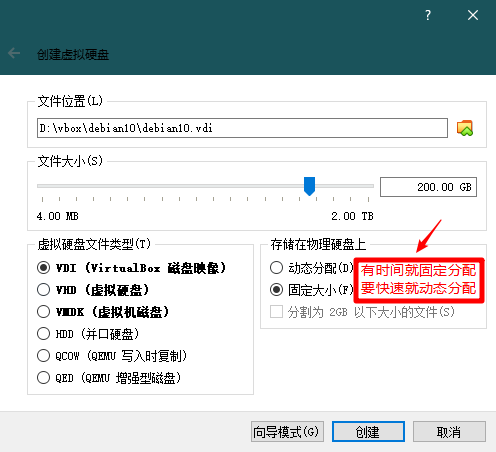 ?
创建虚拟硬盘
文件位置(L)
D:\vbox\debian10\debian10.vdi
文件大小(S)
200.00 GB
4.00 MB
2.00 TB
虚拟硬盘文件类型(T)
VDI (VirtualBox 磁盘映像)
VHD (虚拟硬盘)
VMDK (虚拟机磁盘)
HDD (并口硬盘)
QCOW (QEMU 写入时复制)
QED (QEMU 增强型磁盘)
存储在物理硬盘上
动态分配(D) 有时间就固定分配
固定大小(F) 要快速就动态分配
分割为 2GB 以下大小的文件(S)
向导模式(G)
创建
取消